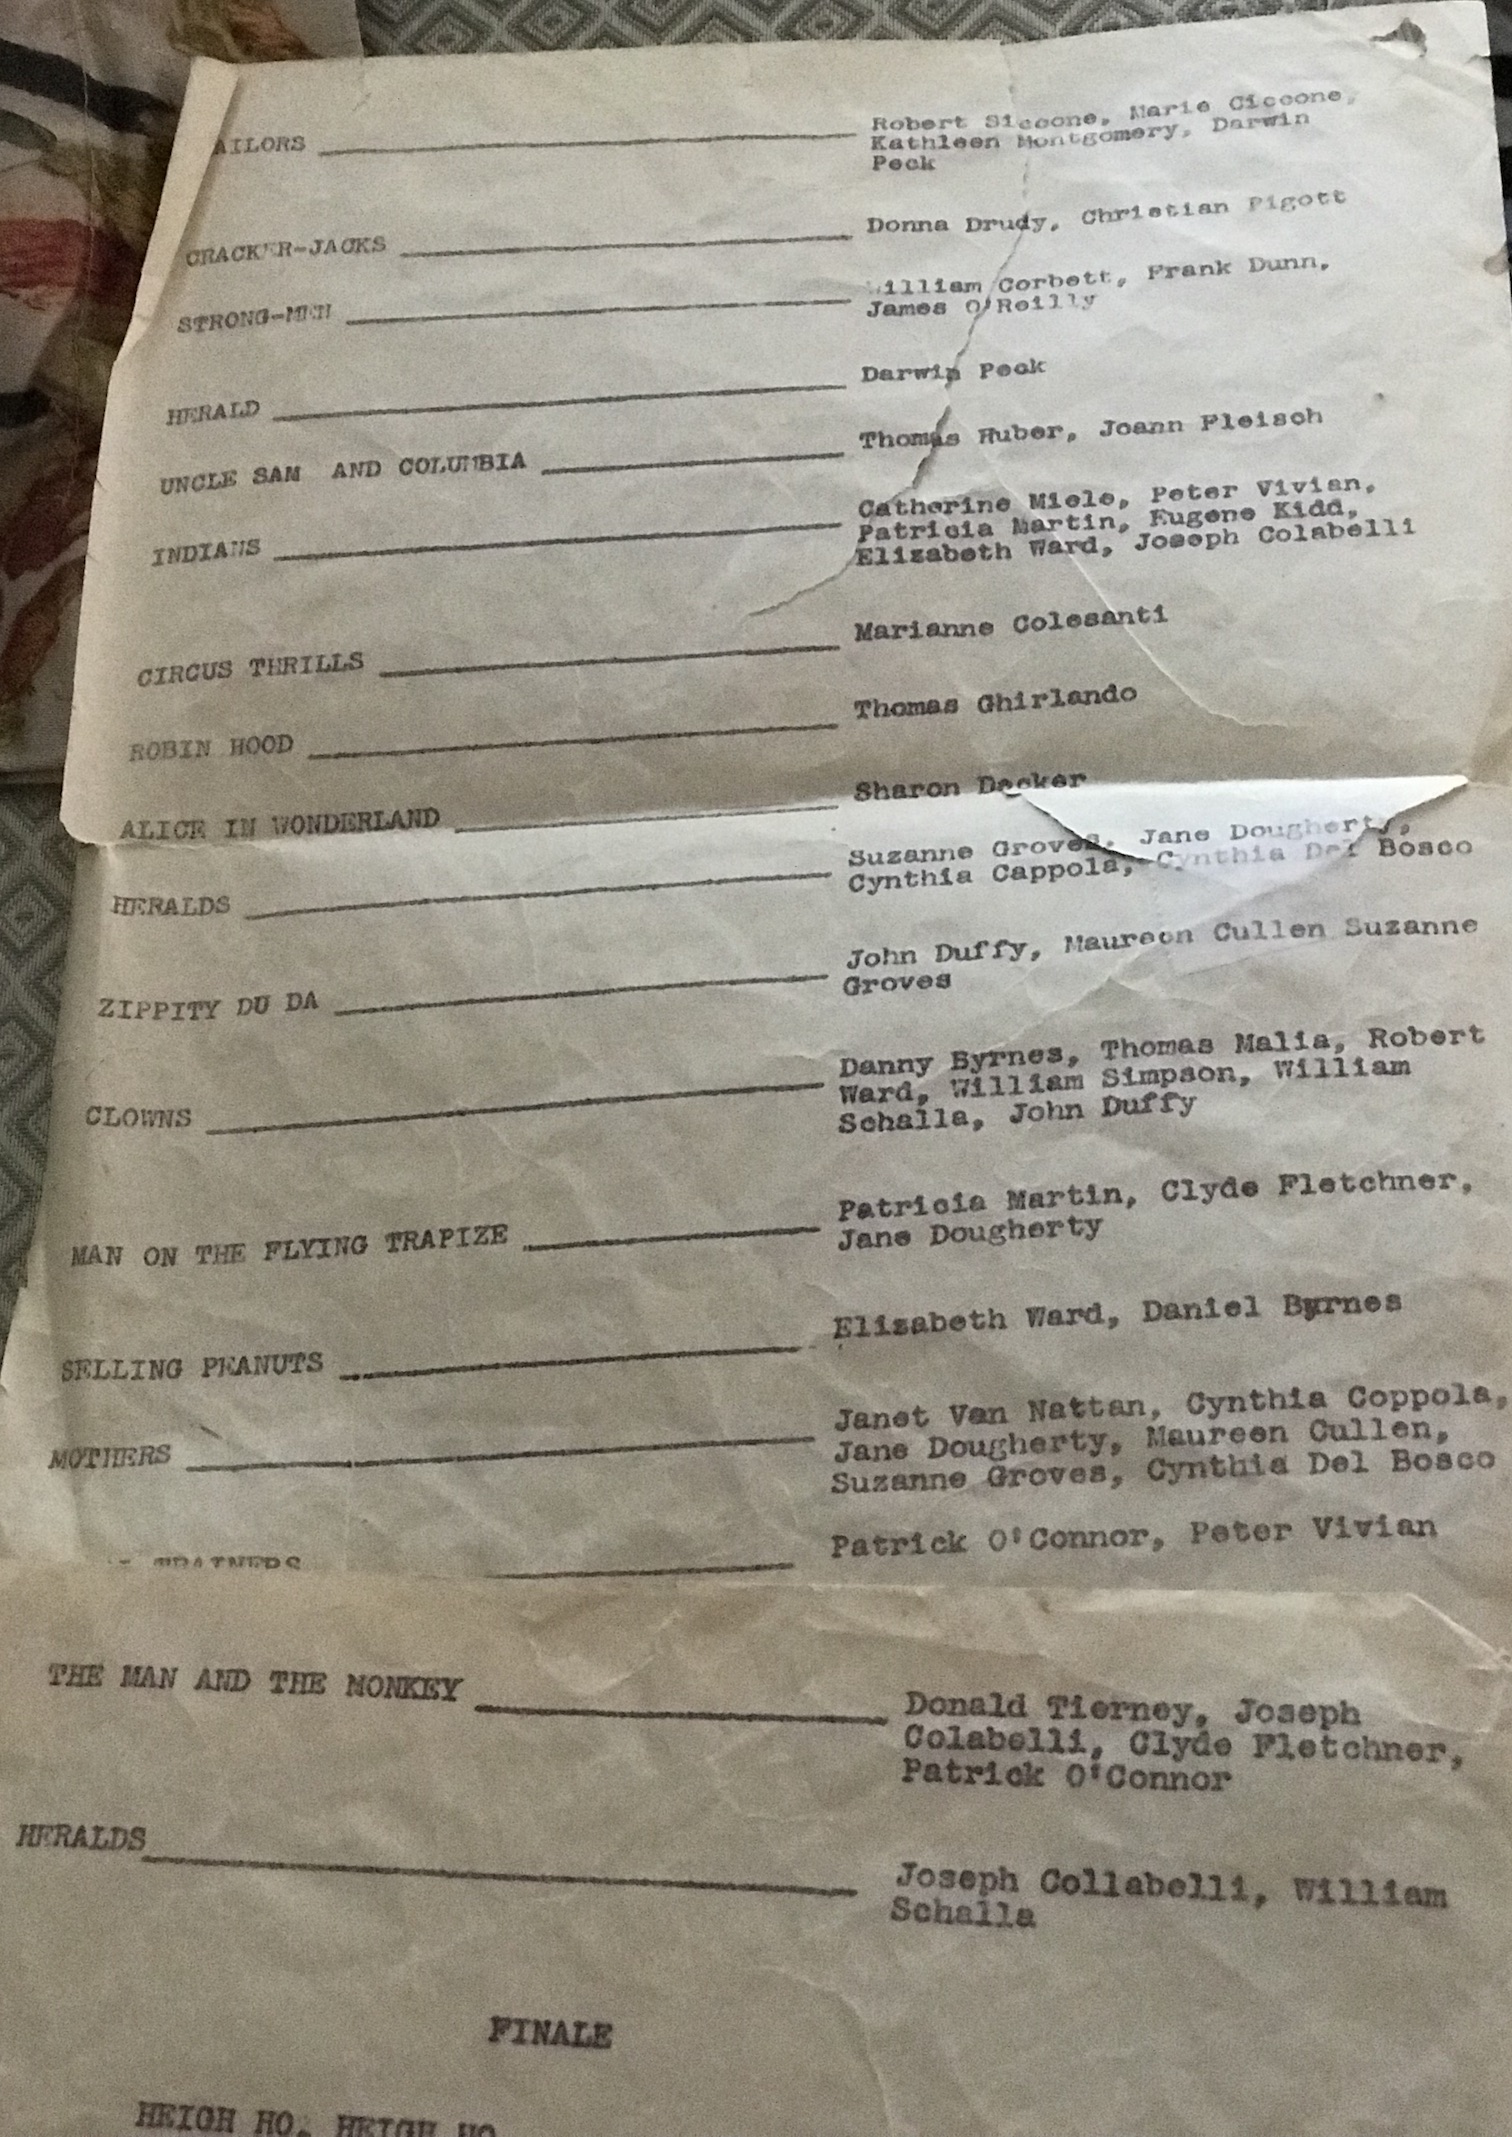 AILORS Robert Siccone, Marie Ciccone,
Kathleen Montgomery, Darwin
Peck
CRACKER-JACKS Donna Drudy, Christian Pigott
STRONG-MEN William Corbett, Frank Dunn,
James O'Reilly
HERALD Darwin Peck
UNCLE SAM AND COLUMBIA Thomas Huber, Joann Fleisch
INDIANS Catherine Miele, Peter Vivian,
Patricia Martin, Eugene Kidd,
Elizabeth Ward, Joseph Colabelli
CIRCUS THRILLS Marianne Colesanti
ROBIN HOOD Thomas Ghirlando
ALICE IN WONDERLAND Sharon Decker
HERALDS Suzanne Groves, Jane Dougherty,
Cynthia Cappola, Cynthia Del Bosco
ZIPPITY DU DA John Duffy, Maureen Cullen Suzanne
Groves
CLOWNS Danny Byrnes, Thomas Malia, Robert
Ward, William Simpson, William
Schalla, John Duffy
MAN ON THE FLYING TRAPIZE Patricia Martin, Clyde Fletchner,
Jane Dougherty
SELLING PEANUTS Elizabeth Ward, Daniel Byrnes
MOTHERS Janet Van Nattan, Cynthia Coppola,
Jane Dougherty, Maureen Cullen,
Suzanne Groves, Cynthia Del Bosco
TRAINERS Patrick O'Connor, Peter Vivian
THE MAN AND THE MONKEY Donald Tierney, Joseph
Colabelli, Clyde Fletchner,
Patrick O'Connor
HERALDS Joseph Collabelli, William
Schalla
FINALE
HEIGH HO, HEIGH HO